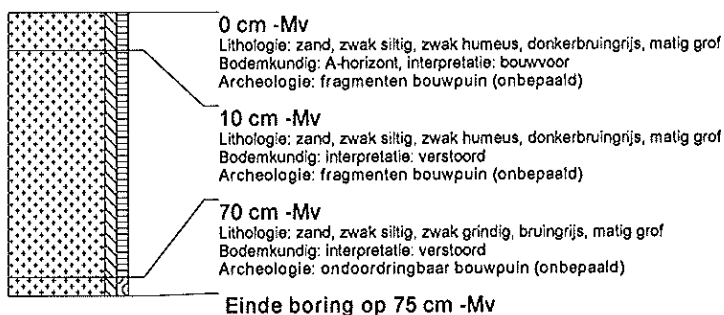 0 cm -Mv
Lithologie: zand, zwak siltig, zwak humeus, donkerbruingrijs, matig grof
Bodemkundig: A-horizont, interpretatie: bouwvoor
Archeologie: fragmenten bouwpuin (onbepaald)
10 cm -Mv
Lithologie: zand, zwak siltig, zwak humeus, donkerbruingrijs, matig grof
Bodemkundig: interpretatie: verstoord
Archeologie: fragmenten bouwpuin (onbepaald)
70 cm -Mv
Lithologie: zand, zwak siltig, zwak grindig, bruingrijs, matig grof
Bodemkundig: interpretatie: verstoord
Archeologie: ondoordringbaar bouwpuin (onbepaald)
Einde boring op 75 cm -Mv